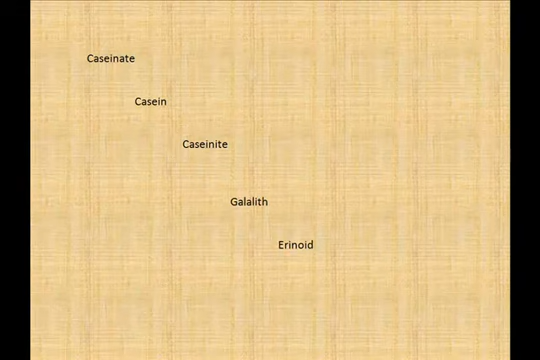 Caseinate
Casein
Caseinite
Galalith
Erinoid